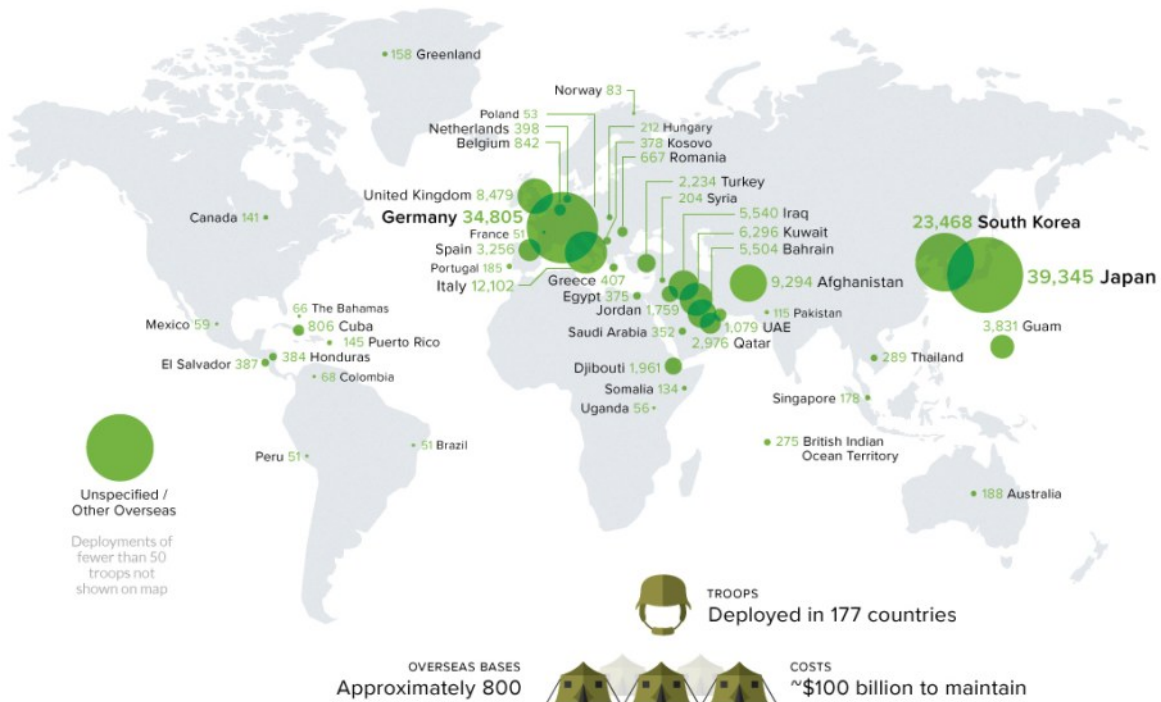 158 Greenland
Norway 83
Poland 53
Netherlands 398
Belgium 842
212 Hungary
378 Kosovo
667 Romania
2,234 Turkey
204 Syria
United Kingdom 8,479
Germany 34,805
France 51
Spain 3,256
Portugal 185
Italy 12,102
Greece 407
Egypt 375
Jordan 1,759
Saudi Arabia 352
5,540 Iraq
6,296 Kuwait
5,504 Bahrain
9,294 Afghanistan
115 Pakistan
1,079 UAE
2,976 Qatar
23,468 South Korea
39,345 Japan
3,831 Guam
Canada 141
66 The Bahamas
Mexico 59
806 Cuba
145 Puerto Rico
384 Honduras
El Salvador 387
68 Colombia
Djibouti 1,961
Somalia 134
Uganda 56
289 Thailand
Singapore 178
275 British Indian
Ocean Territory
Peru 51
51 Brazil
188 Australia
Unspecified /
Other Overseas
Deployments of
fewer than 50
troops not
shown on map
TROOPS
Deployed in 177 countries
OVERSEAS BASES
Approximately 800
COSTS
~$100 billion to maintain